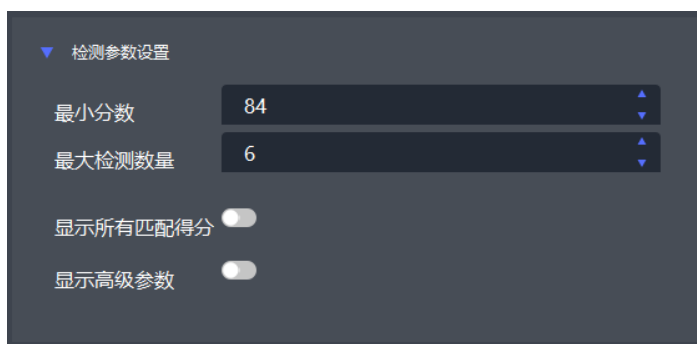 检测参数设置
最小分数 84
最大检测数量 6
显示所有匹配得分
显示高级参数